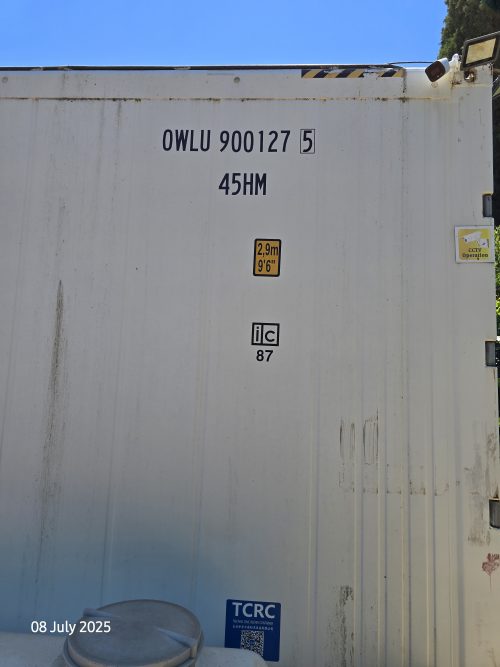 OWLU 900127 5
45HM
2,9m
9'6"
CCTV
Operation
ic
87
TCRC
08 July 2025